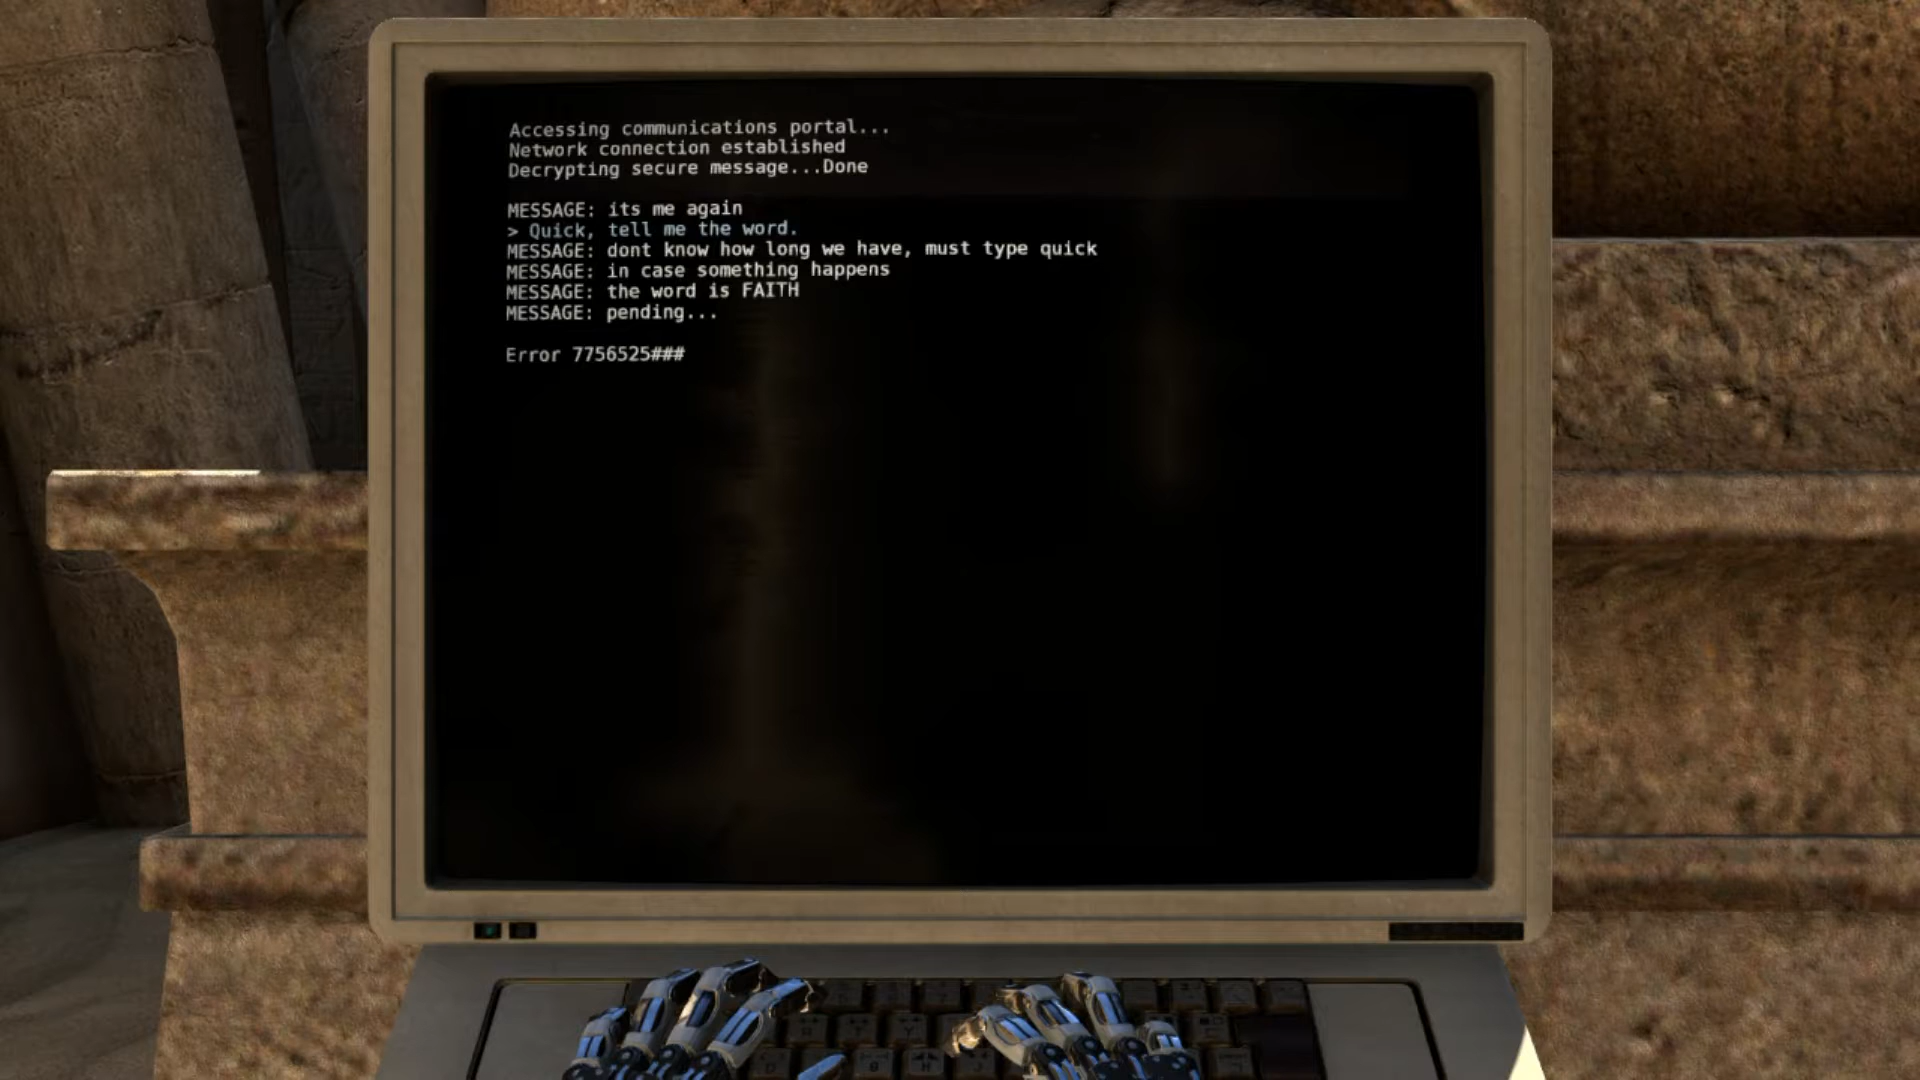 Accessing communications portal...
Network connection established
Decrypting secure message...Done
MESSAGE: its me again
> Quick, tell me the word.
MESSAGE: dont know how long we have, must type quick
MESSAGE: in case something happens
MESSAGE: the word is FAITH
MESSAGE: pending...
Error 7756525###